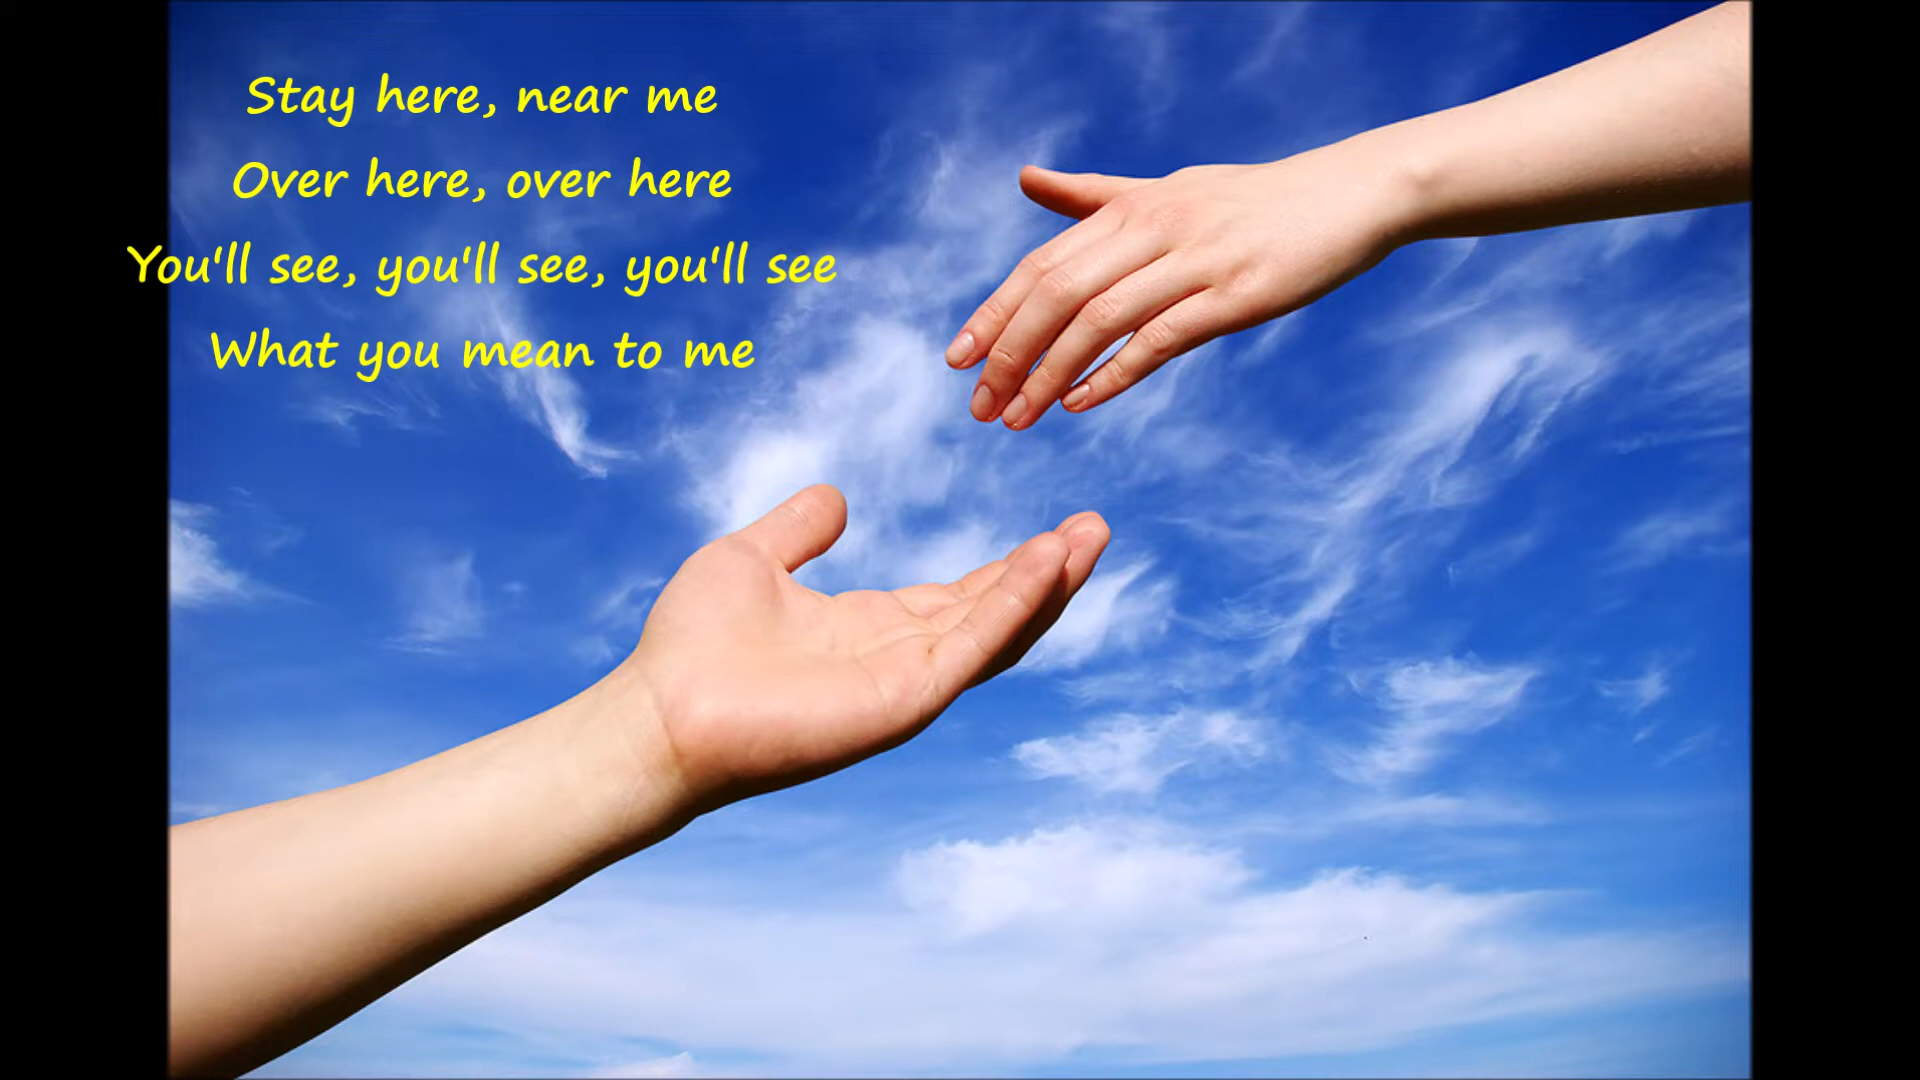 Stay here, near me
Over here, over here
You'll see, you'll see, you'll see
What you mean to me